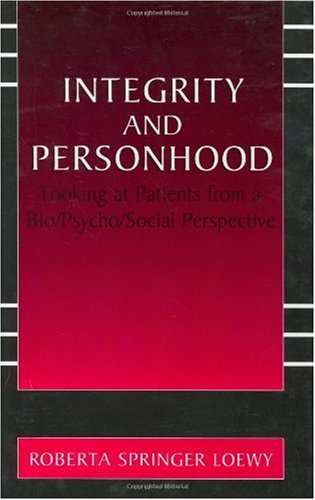 INTEGRITY
AND
PERSONHOOD
Looking at Patients from a
Bio/Psycho/Social Perspective
ROBERTA SPRINGER LOEWY